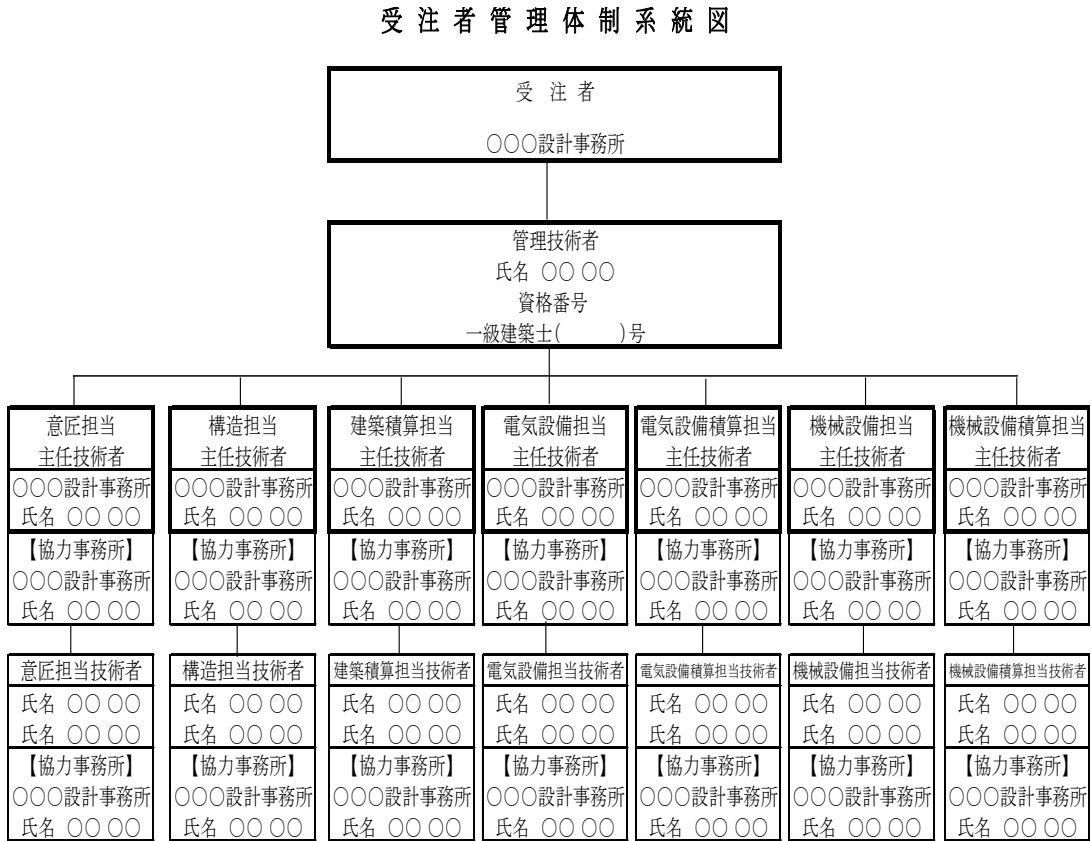 受注者管理体制系統図
受注者
○○○設計事務所
管理技術者
氏名 ○○ ○○
資格番号
一級建築士( )号
意匠担当
主任技術者
○○○設計事務所
氏名 ○○ ○○
【協力事務所】
○○○設計事務所
氏名 ○○ ○○
構造担当
主任技術者
○○○設計事務所
氏名 ○○ ○○
【協力事務所】
○○○設計事務所
氏名 ○○ ○○
建築積算担当
主任技術者
○○○設計事務所
氏名 ○○ ○○
【協力事務所】
○○○設計事務所
氏名 ○○ ○○
電気設備担当
主任技術者
○○○設計事務所
氏名 ○○ ○○
【協力事務所】
○○○設計事務所
氏名 ○○ ○○
電気設備積算担当
主任技術者
○○○設計事務所
氏名 ○○ ○○
【協力事務所】
○○○設計事務所
氏名 ○○ ○○
機械設備担当
主任技術者
○○○設計事務所
氏名 ○○ ○○
【協力事務所】
○○○設計事務所
氏名 ○○ ○○
機械設備積算担当
主任技術者
○○○設計事務所
氏名 ○○ ○○
【協力事務所】
○○○設計事務所
氏名 ○○ ○○
意匠担当技術者
氏名 ○○ ○○
氏名 ○○ ○○
【協力事務所】
○○○設計事務所
氏名 ○○ ○○
構造担当技術者
氏名 ○○ ○○
氏名 ○○ ○○
【協力事務所】
○○○設計事務所
氏名 ○○ ○○
建築積算担当技術者
氏名 ○○ ○○
氏名 ○○ ○○
【協力事務所】
○○○設計事務所
氏名 ○○ ○○
電気設備担当技術者
氏名 ○○ ○○
氏名 ○○ ○○
【協力事務所】
○○○設計事務所
氏名 ○○ ○○
電気設備積算担当技術者
氏名 ○○ ○○
氏名 ○○ ○○
【協力事務所】
○○○設計事務所
氏名 ○○ ○○
機械設備担当技術者
氏名 ○○ ○○
氏名 ○○ ○○
【協力事務所】
○○○設計事務所
氏名 ○○ ○○
機械設備積算担当技術者
氏名 ○○ ○○
氏名 ○○ ○○
【協力事務所】
○○○設計事務所
氏名 ○○ ○○